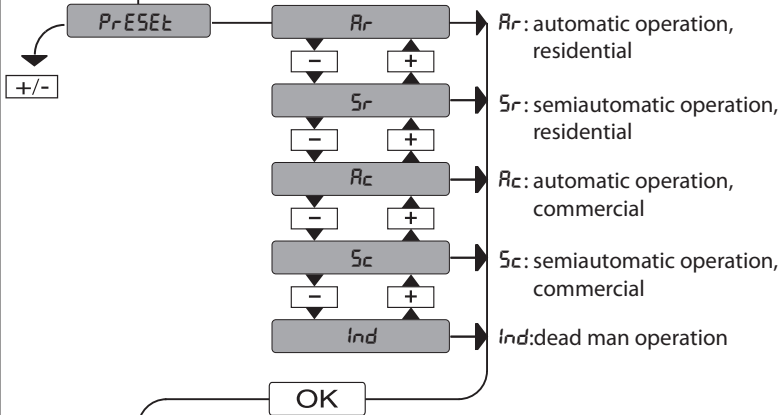 PrESEt
Ar
Ar: automatic operation,
residential
- +
+/-
Sr
Sr: semiautomatic operation,
residential
- +
Ac
Ac: automatic operation,
commercial
- +
Sc
Sc: semiautomatic operation,
commercial
- +
Ind
Ind:dead man operation
OK